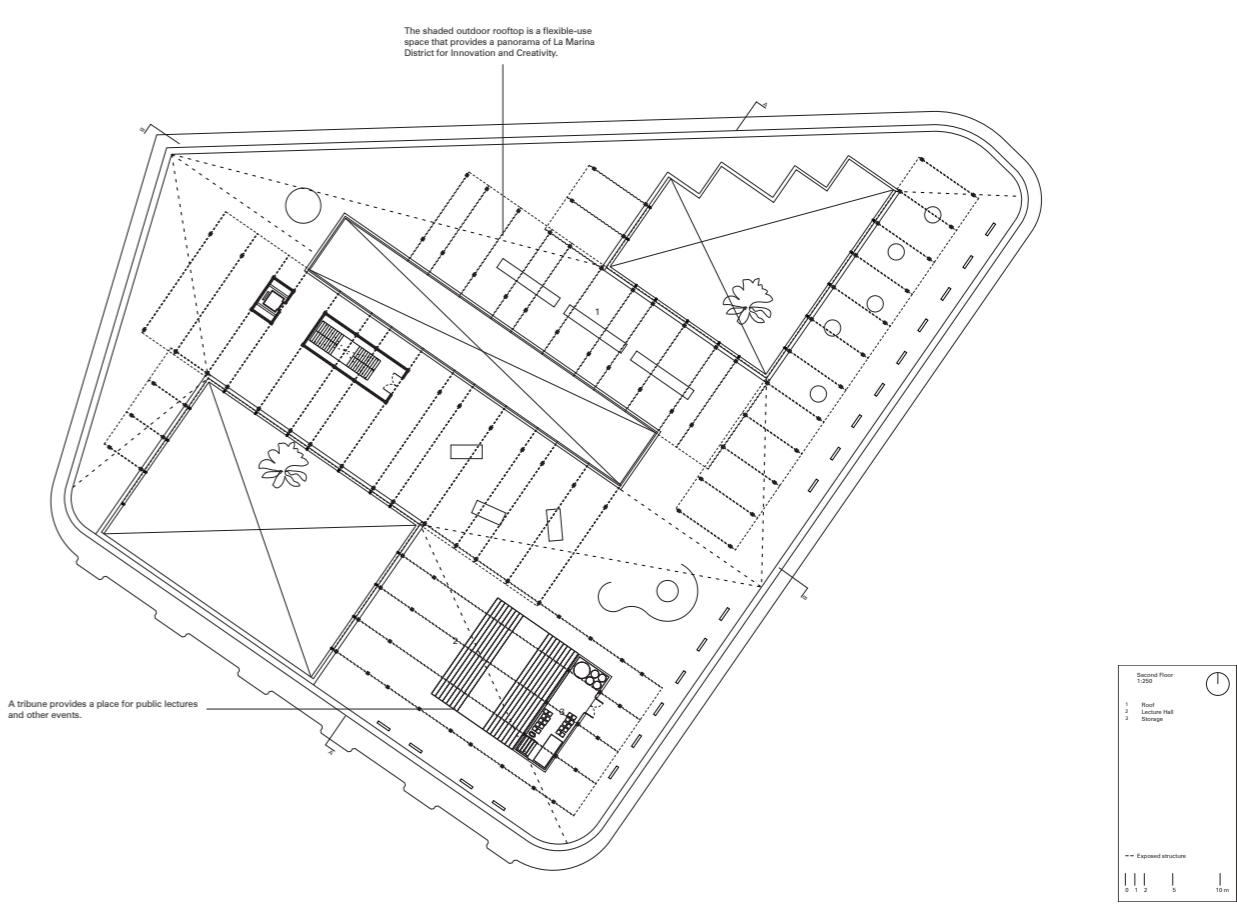 The shaded outdoor rooftop is a flexible-use
space that provides a panorama of La Marina
District for Innovation and Creativity.
B
A
1
2
3
B
A
A tribune provides a place for public lectures
and other events.
Second Floor
1:250
1 Roof
2 Lecture Hall
3 Storage
Exposed structure
0 1 2 5 10 m